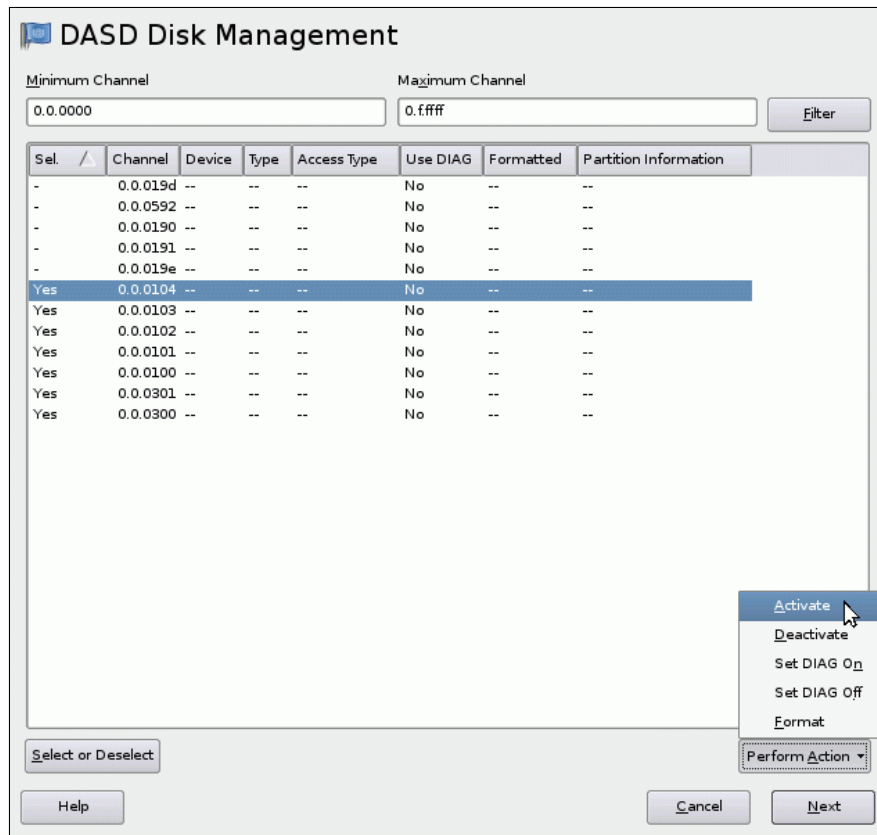 DASD Disk Management
Minimum Channel Maximum Channel
0.0.0000 0.f.ffff Filter
Sel. Channel Device Type Access Type Use DIAG Formatted Partition Information
- 0.0.019d -- -- -- No -- --
- 0.0.0592 -- -- -- No -- --
- 0.0.0190 -- -- -- No -- --
- 0.0.0191 -- -- -- No -- --
- 0.0.019e -- -- -- No -- --
Yes 0.0.0104 -- -- -- No -- --
Yes 0.0.0103 -- -- -- No -- --
Yes 0.0.0102 -- -- -- No -- --
Yes 0.0.0101 -- -- -- No -- --
Yes 0.0.0100 -- -- -- No -- --
Yes 0.0.0301 -- -- -- No -- --
Yes 0.0.0300 -- -- -- No -- --
Activate
Deactivate
Set DIAG On
Set DIAG Off
Format
Select or Deselect Perform Action
Help Cancel Next